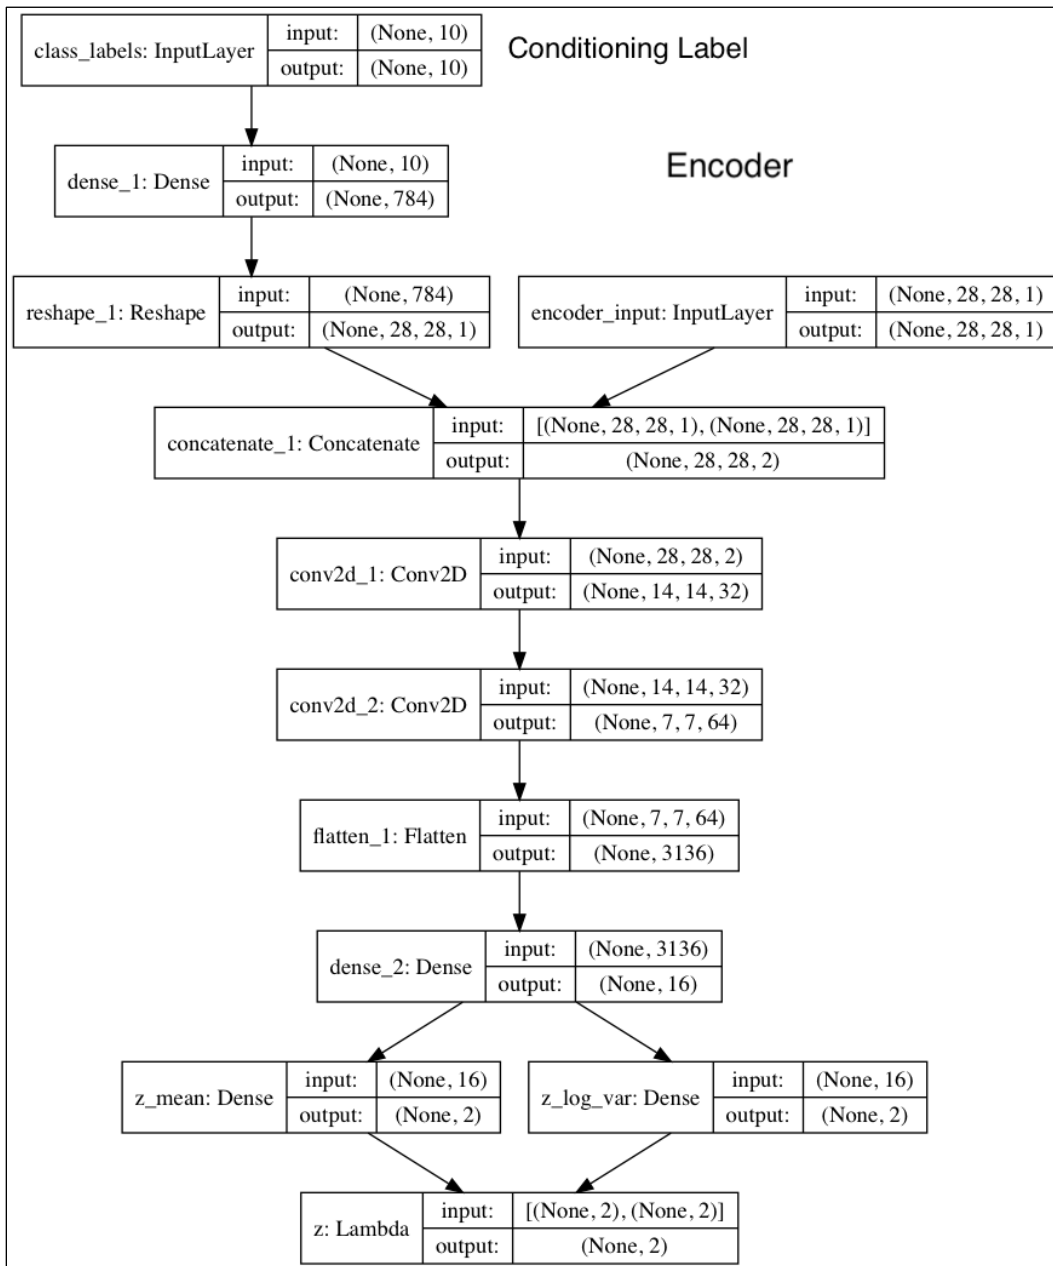 class_labels: InputLayer
input: (None, 10)
output: (None, 10)
Conditioning Label
dense_1: Dense
input: (None, 10)
output: (None, 784)
Encoder
reshape_1: Reshape
input: (None, 784)
output: (None, 28, 28, 1)
encoder_input: InputLayer
input: (None, 28, 28, 1)
output: (None, 28, 28, 1)
concatenate_1: Concatenate
input: [(None, 28, 28, 1), (None, 28, 28, 1)]
output: (None, 28, 28, 2)
conv2d_1: Conv2D
input: (None, 28, 28, 2)
output: (None, 14, 14, 32)
conv2d_2: Conv2D
input: (None, 14, 14, 32)
output: (None, 7, 7, 64)
flatten_1: Flatten
input: (None, 7, 7, 64)
output: (None, 3136)
dense_2: Dense
input: (None, 3136)
output: (None, 16)
z_mean: Dense
input: (None, 16)
output: (None, 2)
z_log_var: Dense
input: (None, 16)
output: (None, 2)
z: Lambda
input: [(None, 2), (None, 2)]
output: (None, 2)